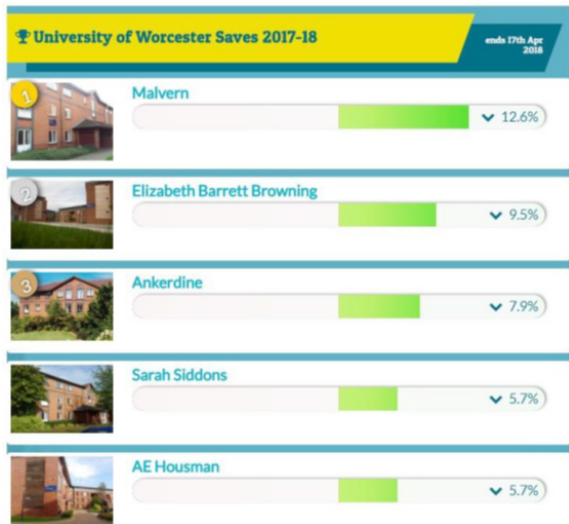 University of Worcester Saves 2017-18
ends 17th Apr
2018
1
Malvern
12.6%
2
Elizabeth Barrett Browning
9.5%
3
Ankerdine
7.9%
Sarah Siddons
5.7%
AE Housman
5.7%